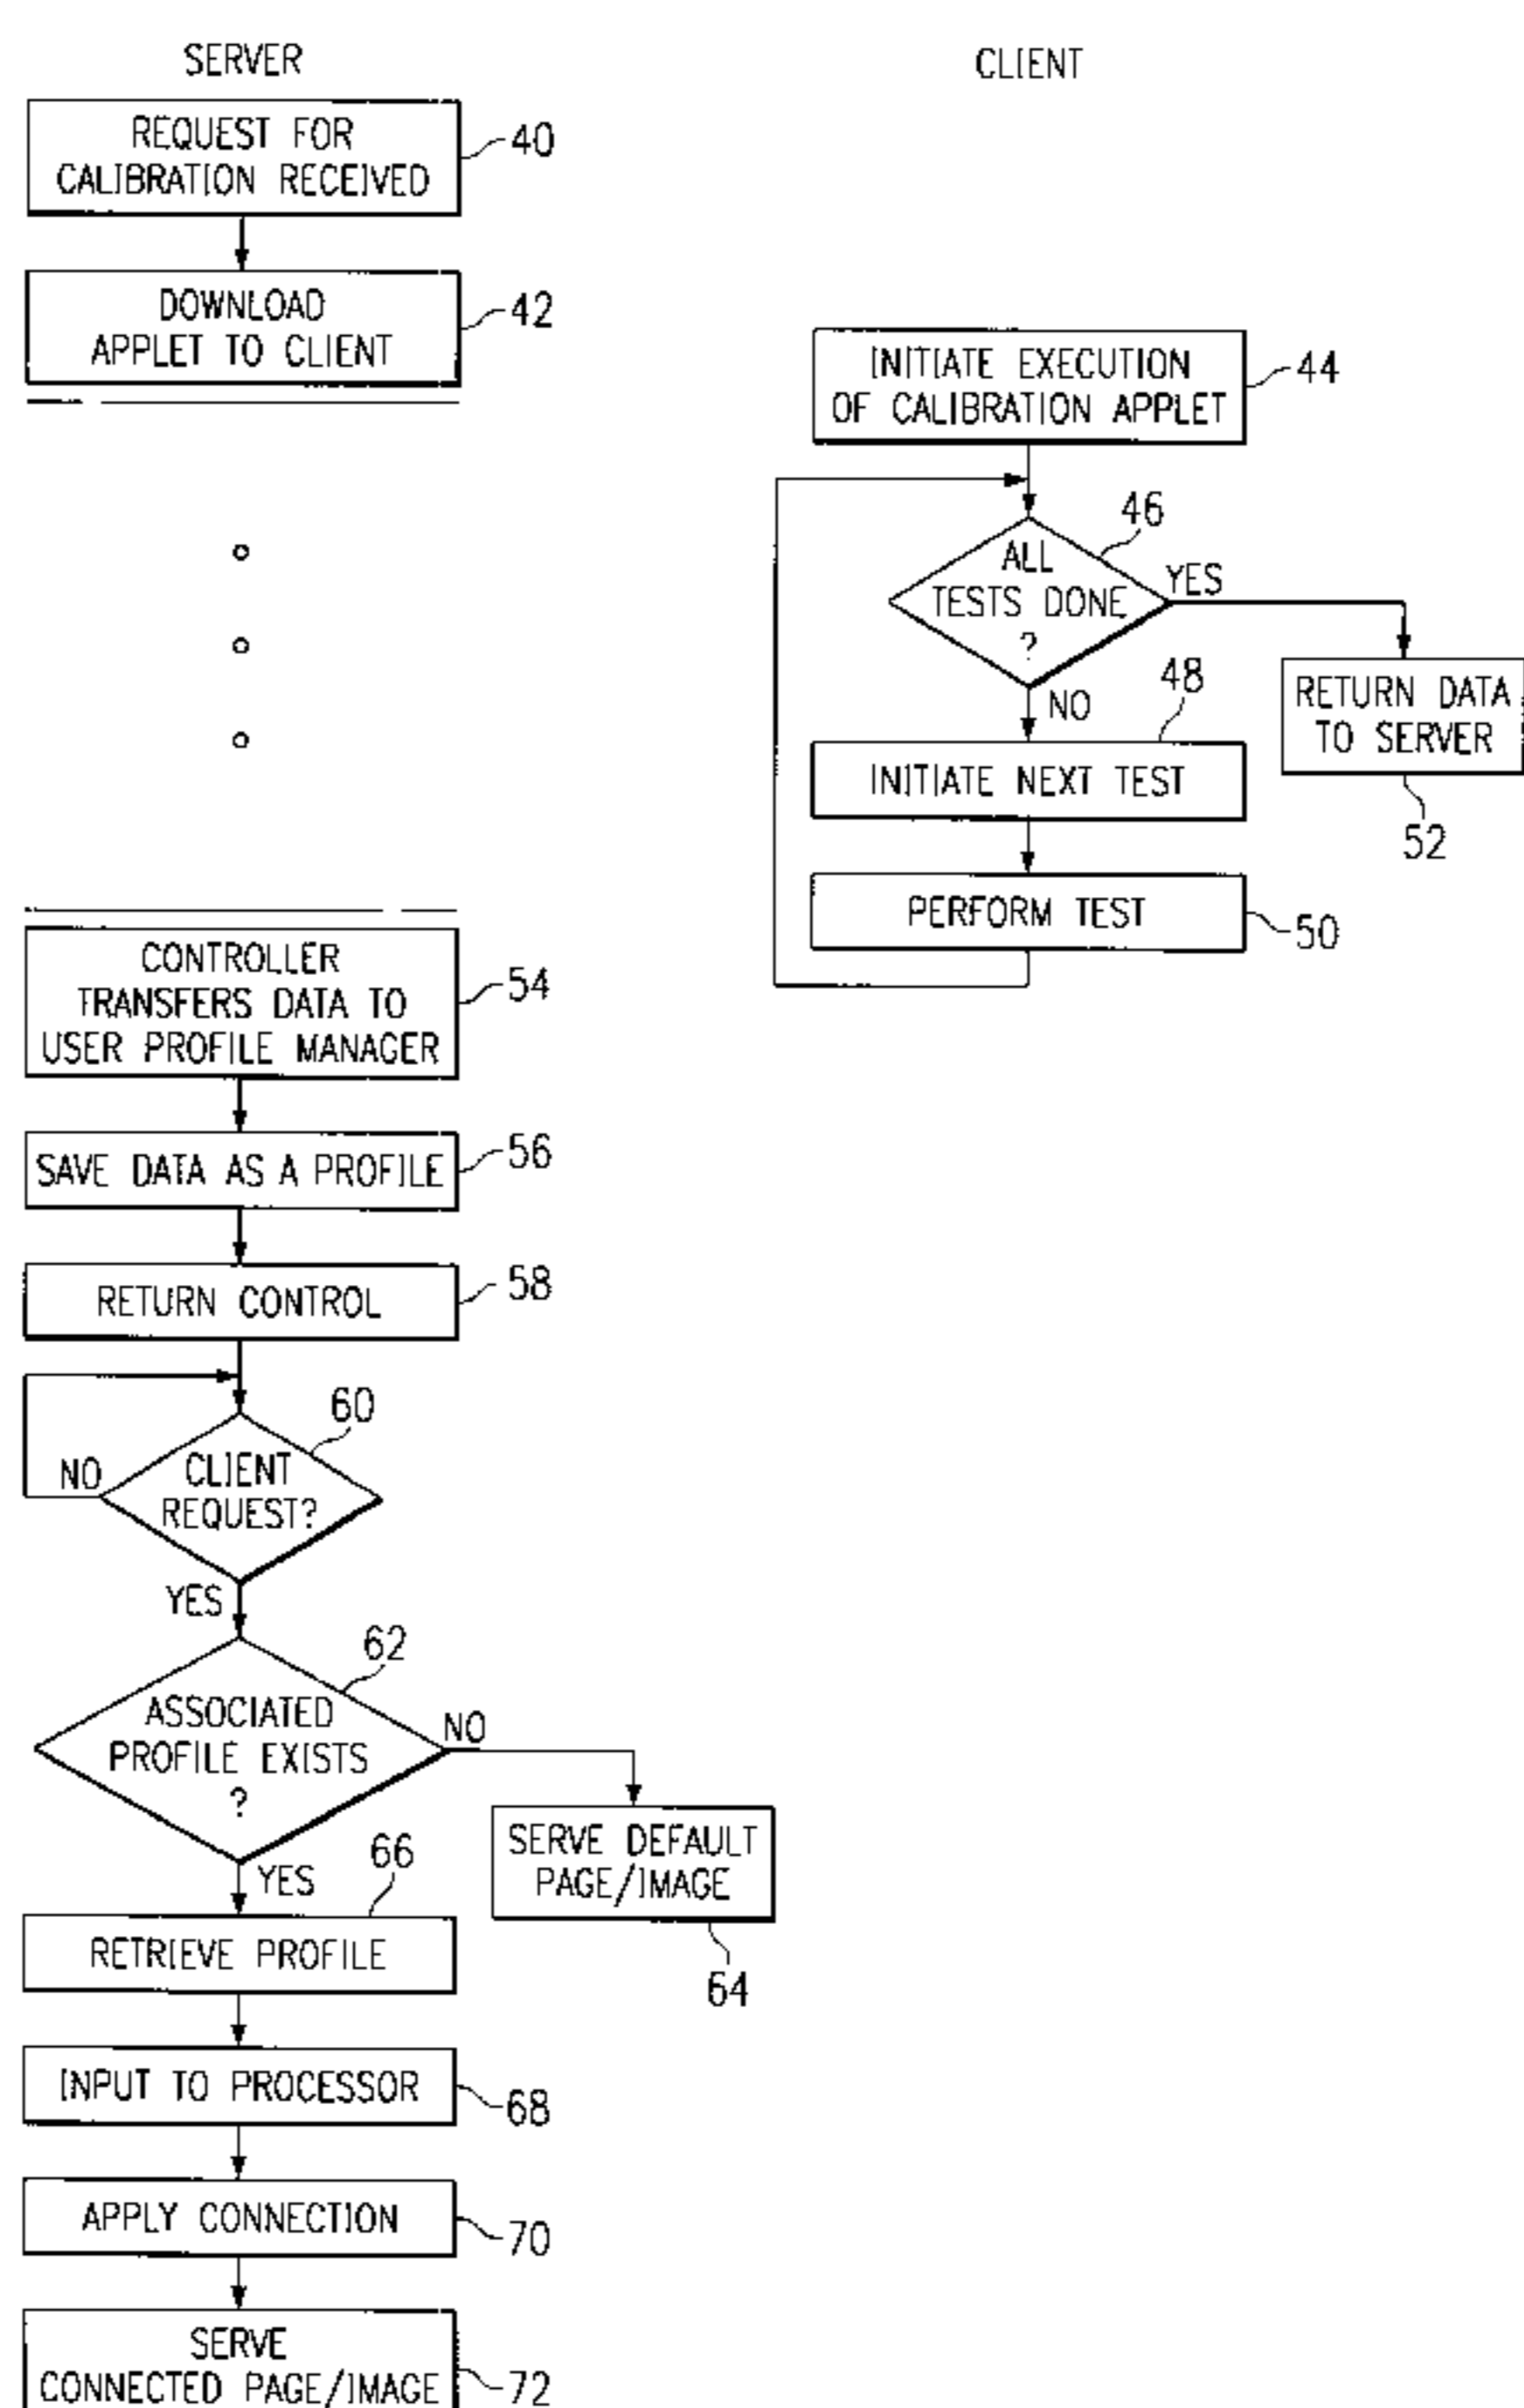 SERVER
REQUEST FOR
CALIBRATION RECEIVED
40
DOWNLOAD
APPLET TO CLIENT
42
CLIENT
INITIATE EXECUTION
OF CALIBRATION APPLET
44
46
ALL
TESTS DONE
?
YES
NO
48
RETURN DATA
TO SERVER
52
INITIATE NEXT TEST
PERFORM TEST
50
CONTROLLER
TRANSFERS DATA TO
USER PROFILE MANAGER
54
SAVE DATA AS A PROFILE
56
RETURN CONTROL
58
60
NO
CLIENT
REQUEST?
YES
62
ASSOCIATED
PROFILE EXISTS
?
NO
YES
SERVE DEFAULT
PAGE/IMAGE
64
66
RETRIEVE PROFILE
INPUT TO PROCESSOR
68
APPLY CONNECTION
70
SERVE
CONNECTED PAGE/IMAGE
72